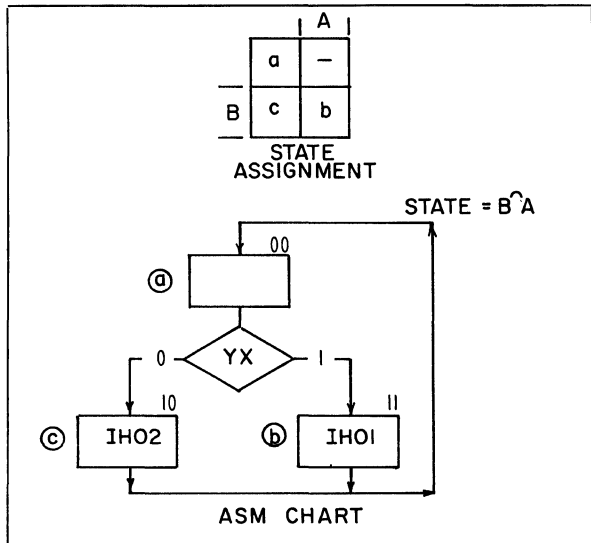 A
a —
B c b
STATE
ASSIGNMENT
STATE = B⌒A
00
ⓐ
0 YX 1
10 11
ⓒ IHO2 ⓑ IHO1
ASM CHART